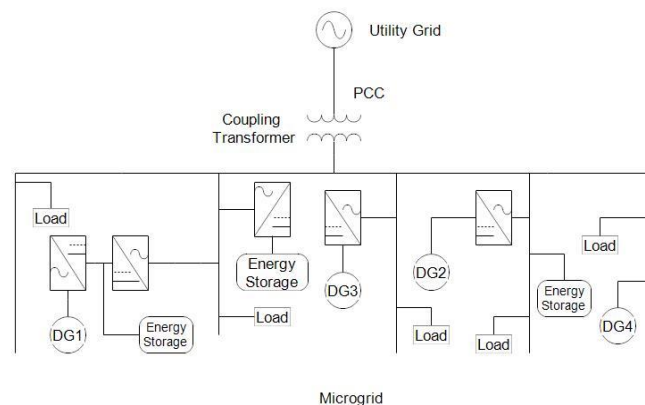 Utility Grid
PCC
Coupling
Transformer
Load
Energy
Storage
DG1
Energy
Storage
Load
DG3
DG2
Load
Load
Energy
Storage
Load
DG4
Microgrid